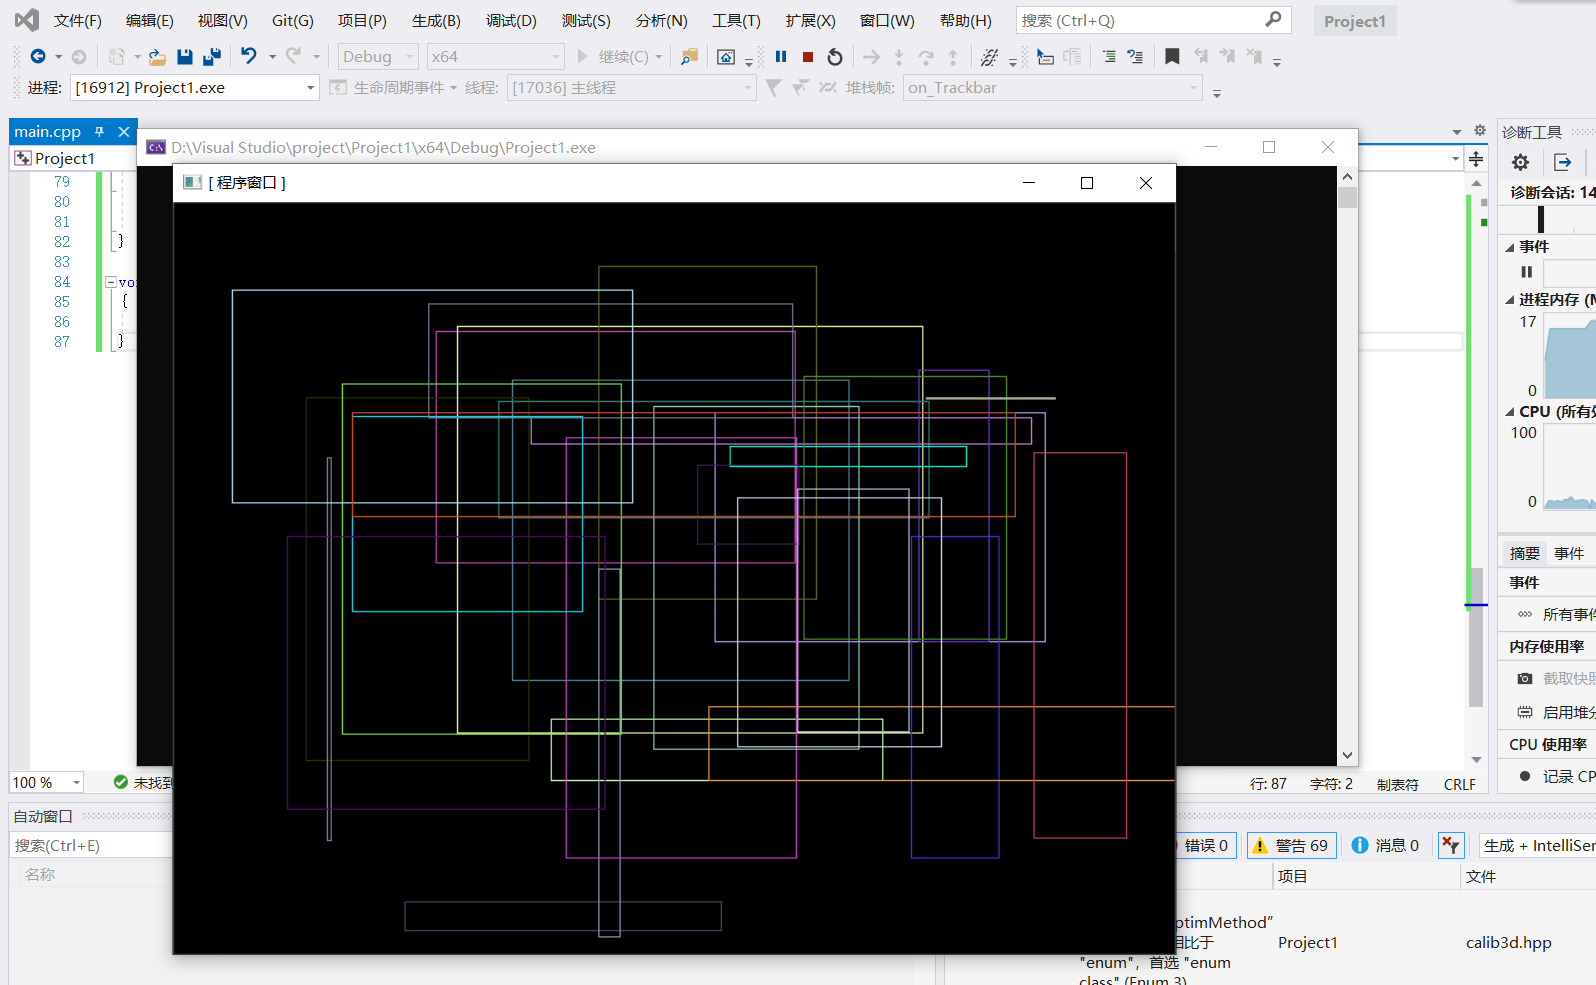 文件(F) 编辑(E) 视图(V) Git(G) 项目(P) 生成(B) 调试(D) 测试(S) 分析(N) 工具(T) 扩展(X) 窗口(W) 帮助(H) 搜索 (Ctrl+Q) Project1
Debug x64 继续(C)
进程: [16912] Project1.exe 生命周期事件 线程: [17036] 主线程 堆栈帧: on_Trackbar
main.cpp
D:\Visual Studio\project\Project1\x64\Debug\Project1.exe
诊断工具
Project1
[ 程序窗口 ]
79
80
81
82 }
83
84
85 {
86
87 }
诊断会话: 14
事件
进程内存 (M
17
0
CPU (所有
100
0
摘要 事件
事件
所有事件
内存使用率
截取快照
启用堆
CPU 使用率
记录 CP
100 %
未找到
行: 87 字符: 2 制表符 CRLF
自动窗口
搜索(Ctrl+E)
名称
错误 0 警告 69 消息 0 生成 + IntelliSen
项目 文件
ptimMethod”
相比于 Project1 calib3d.hpp
"enum"，首选 "enum
class" (Enum.3)